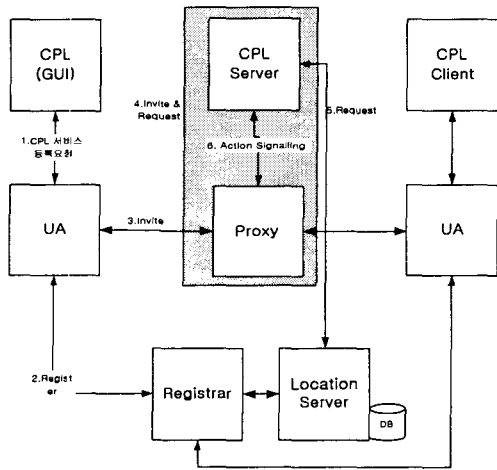 CPL
(GUI)
CPL
Server
CPL
Client
4.Invite &
Request
5.Request
1.CPL 서비스
등록요청
6. Action Signalling
UA
3.Invite
Proxy
UA
2.Regist
er
Registrar
Location
Server
DB